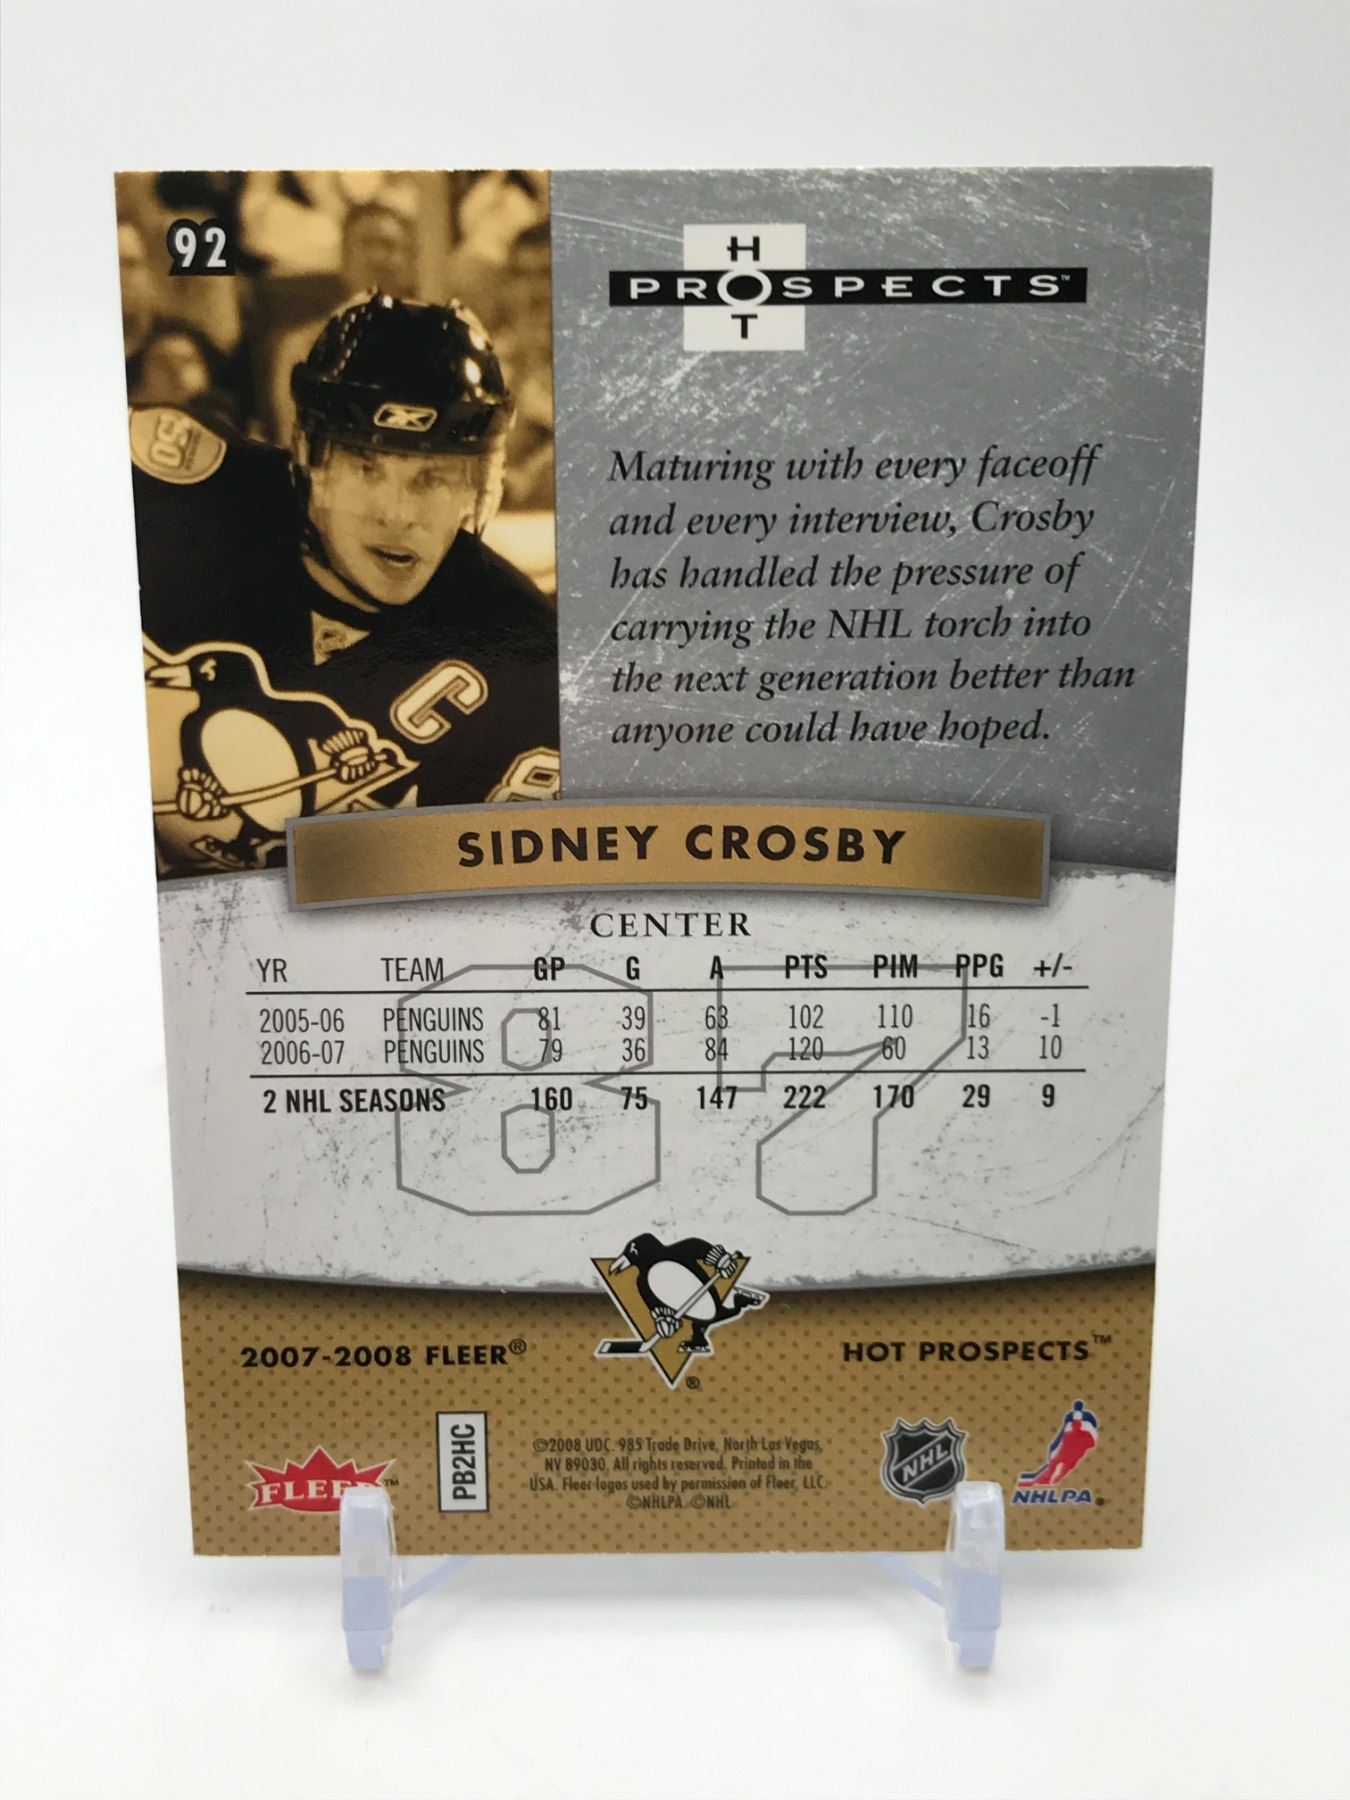 92
HOT
PROSPECTS™
Maturing with every faceoff
and every interview, Crosby
has handled the pressure of
carrying the NHL torch into
the next generation better than
anyone could have hoped.
C
8
SIDNEY CROSBY
CENTER
87
YR TEAM GP G A PTS PIM PPG +/-
2005-06 PENGUINS 81 39 63 102 110 16 -1
2006-07 PENGUINS 79 36 84 120 60 13 10
2 NHL SEASONS 160 75 147 222 170 29 9
®
2007-2008 FLEER®
HOT PROSPECTS™
FLEER™
PB2HC
©2008 UDC. 985 Trade Drive, North Las Vegas,
NV 89030. All rights reserved. Printed in the
USA. Fleer logos used by permission of Fleer, LLC.
©NHLPA ©NHL
NHL
NHLPA®